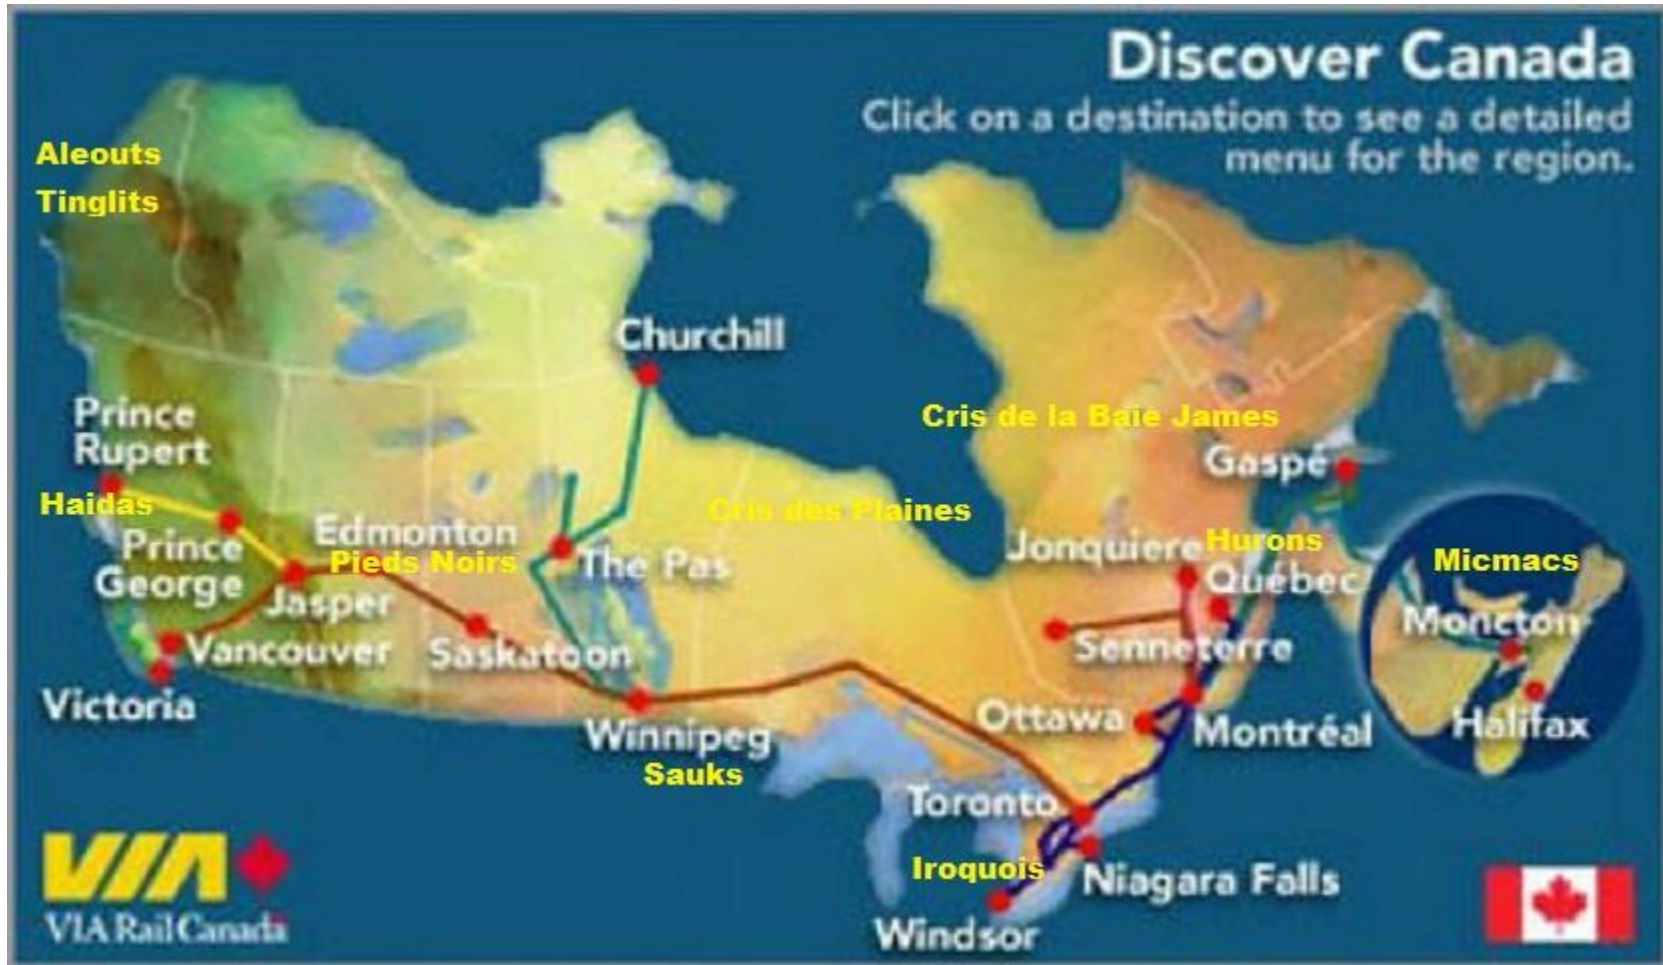 Discover Canada
Click on a destination to see a detailed
menu for the region.
Aleouts
Tinglits
Churchill
Prince
Rupert
Haidas
Prince
George
Edmonton
Pieds Noirs
Jasper
The Pas
Cris des Plaines
Cris de la Baie James
Gaspé
Jonquiere
Hurons
Québec
Micmacs
Moncton
Halifax
Senneterre
Vancouver
Victoria
Saskatoon
Winnipeg
Sauks
Ottawa
Montréal
Toronto
Iroquois
Niagara Falls
Windsor
VIA
VIA Rail Canada